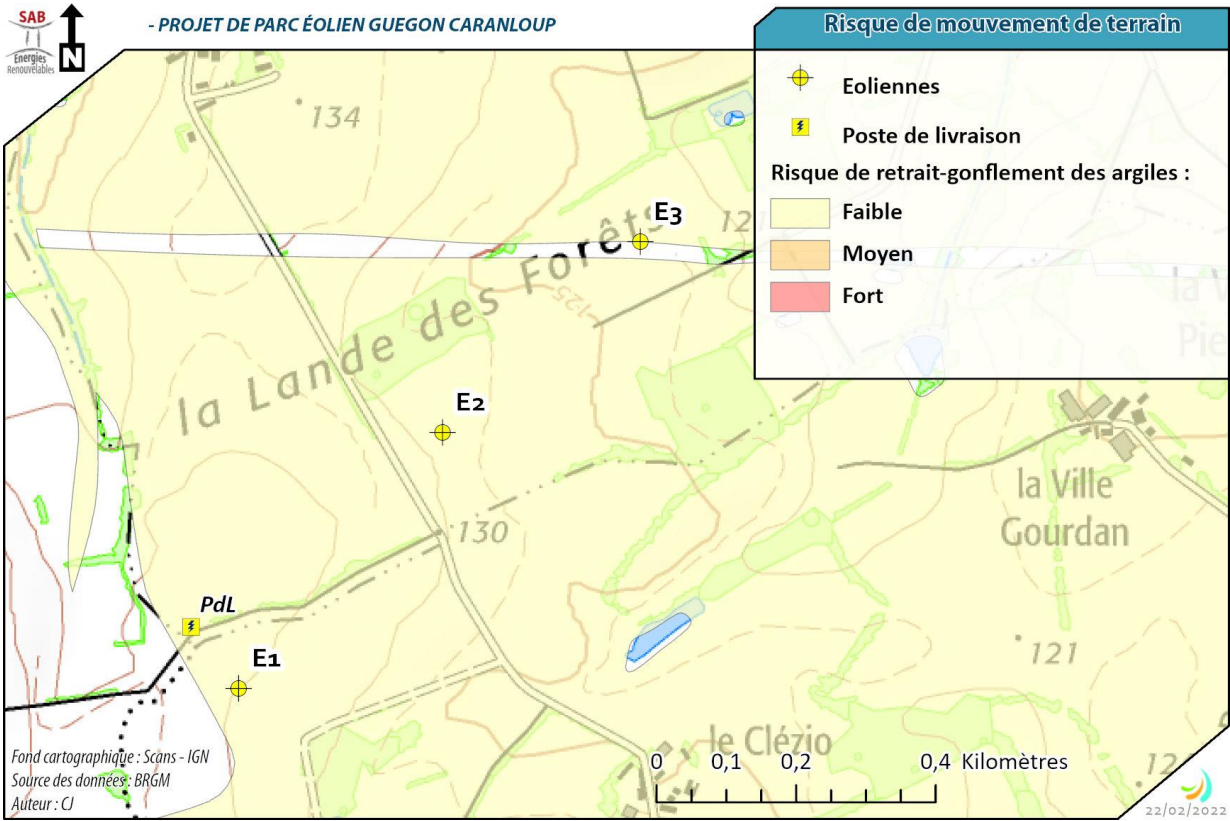 SAB
Energies
Renouvelables
N
- PROJET DE PARC ÉOLIEN GUEGON CARANLOUP
Risque de mouvement de terrain
Eoliennes
Poste de livraison
Risque de retrait-gonflement des argiles :
Faible
Moyen
Fort
134
E3
121
la Lande des Forêts
125
E2
130
la Ville
Gourdan
PdL
E1
121
le Clézio
0 0,1 0,2 0,4 Kilomètres
Fond cartographique : Scans - IGN
Source des données : BRGM
Auteur : CJ
22/02/2022